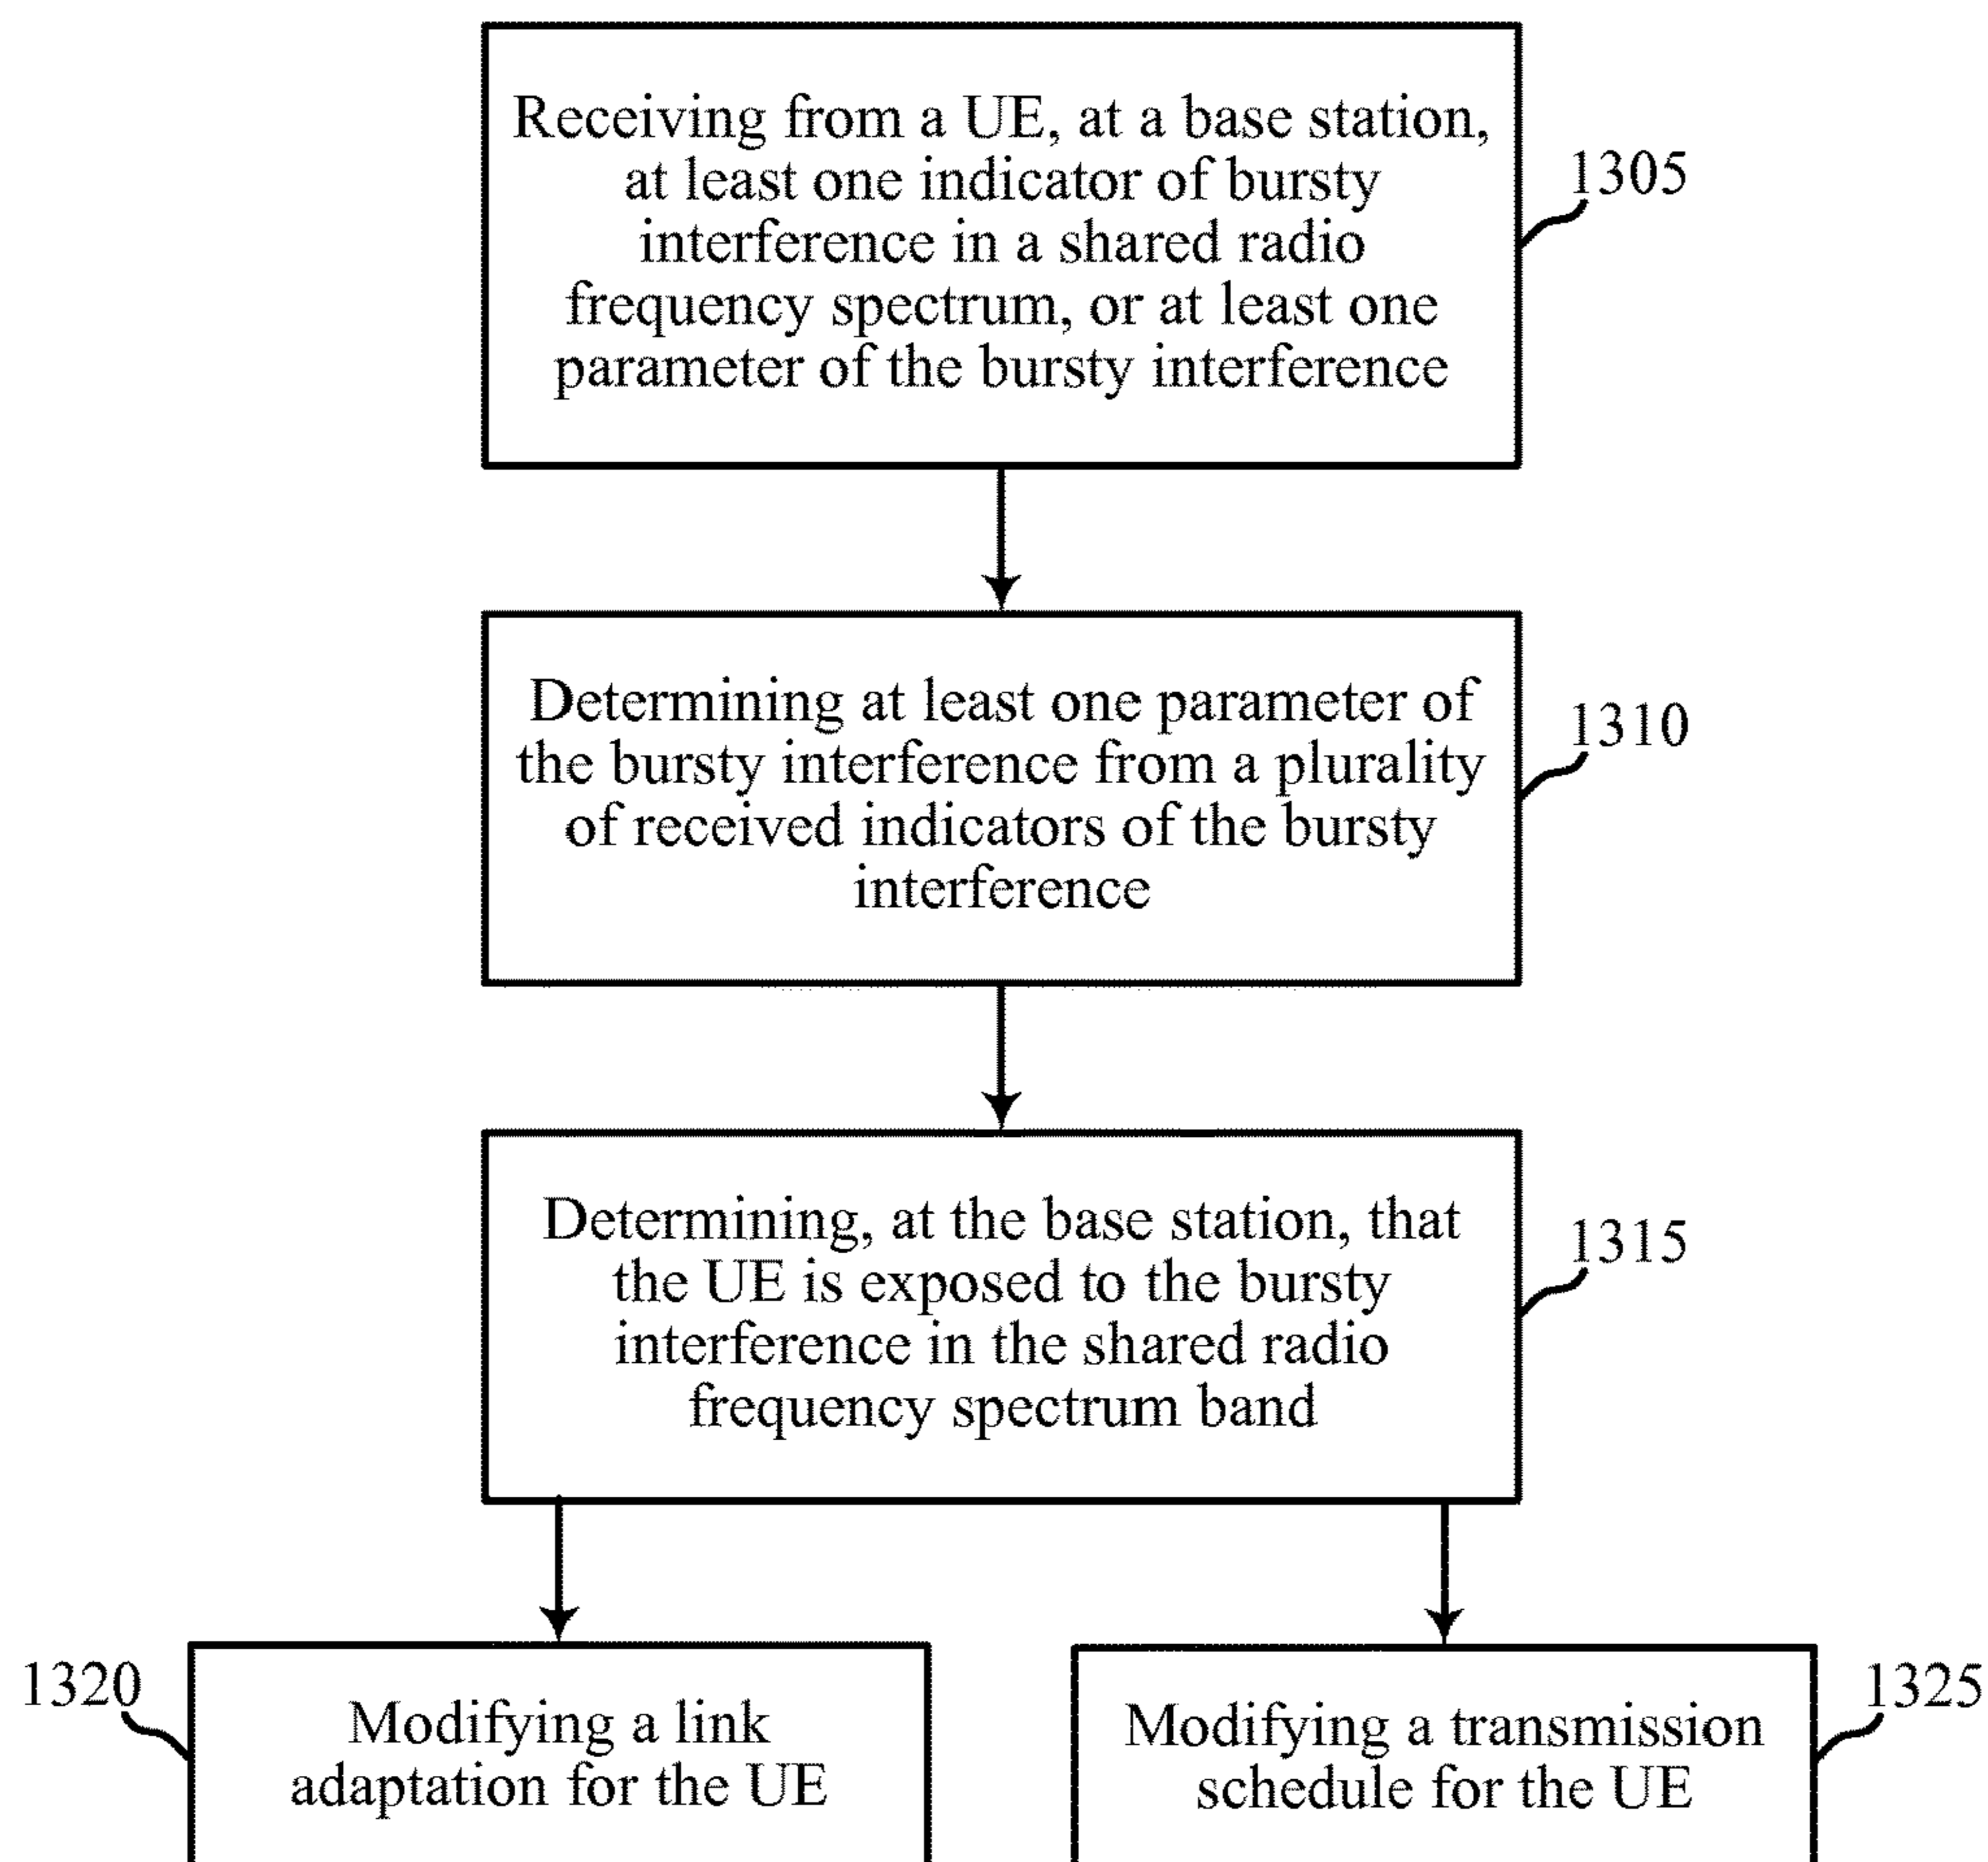 Receiving from a UE, at a base station,
at least one indicator of bursty
interference in a shared radio
frequency spectrum, or at least one
parameter of the bursty interference
1305
Determining at least one parameter of
the bursty interference from a plurality
of received indicators of the bursty
interference
1310
Determining, at the base station, that
the UE is exposed to the bursty
interference in the shared radio
frequency spectrum band
1315
1320
Modifying a link
adaptation for the UE
Modifying a transmission
schedule for the UE
1325